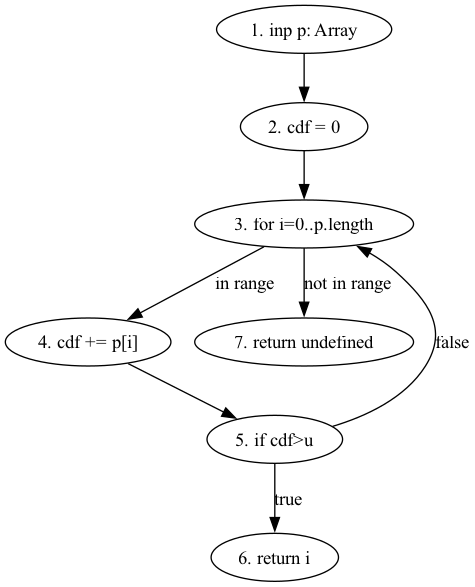 1. inp p: Array
2. cdf = 0
3. for i=0..p.length
in range
not in range
4. cdf += p[i]
7. return undefined
false
5. if cdf>u
true
6. return i